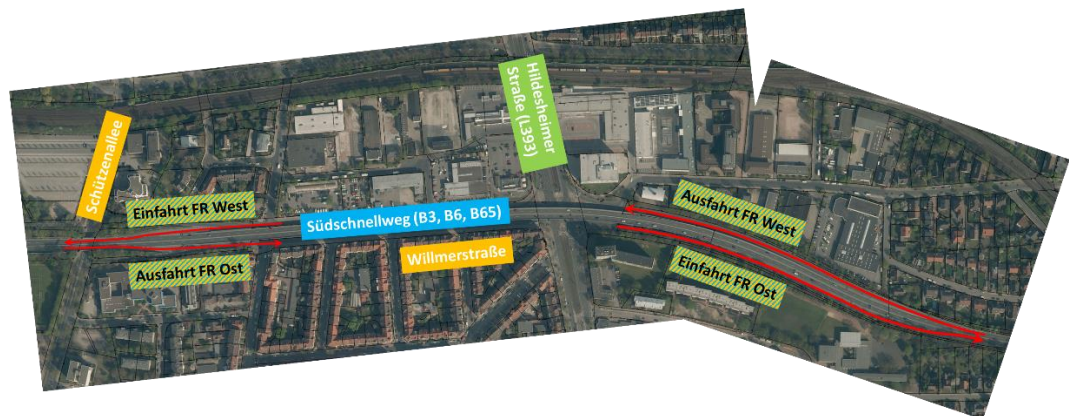 Schützenallee
Einfahrt FR West
Ausfahrt FR Ost
Südschnellweg (B3, B6, B65)
Willmerstraße
Hildesheimer
Straße (L393)
Ausfahrt FR West
Einfahrt FR Ost